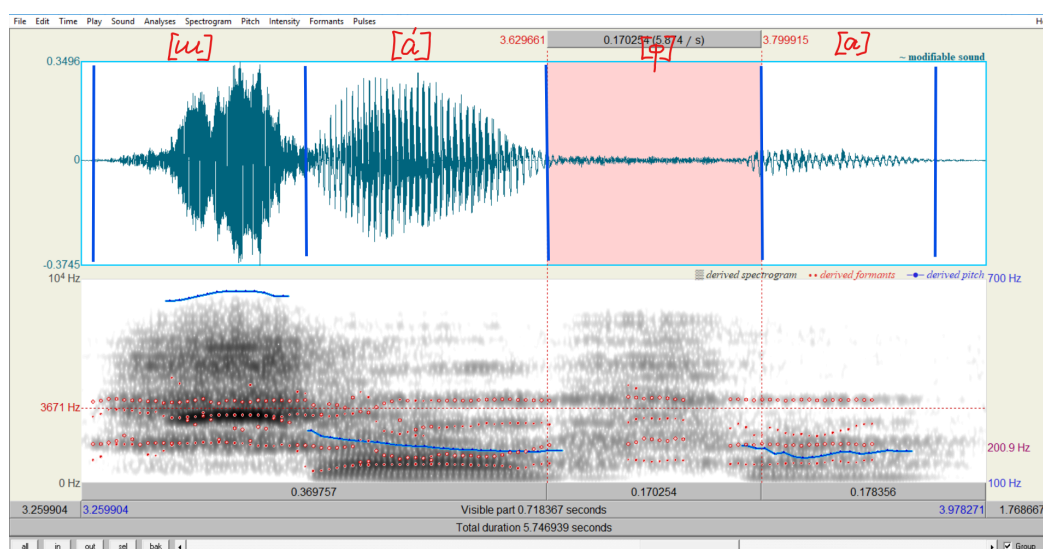 File Edit Time Play Sound Analyses Spectrogram Pitch Intensity Formants Pulses
[ш] [а́] [ф] [а]
3.629661 0.170254 (5.874 / s) 3.799915
~ modifiable sound
0.3496
0
-0.3745
10⁴ Hz derived spectrogram derived formants derived pitch 700 Hz
3671 Hz
200.9 Hz
0 Hz 100 Hz
0.369757 0.170254 0.178356
3.259904 3.259904 Visible part 0.718367 seconds 3.978271 1.768667
Total duration 5.746939 seconds
all in out sel bak Group